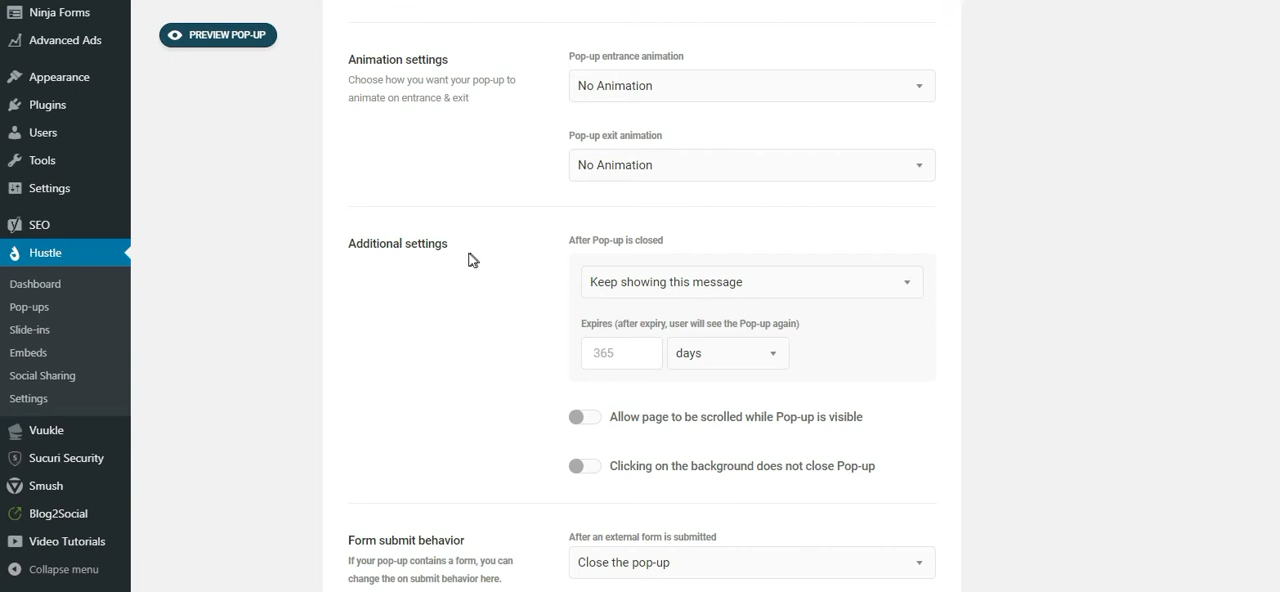 Ninja Forms
Advanced Ads
Appearance
Plugins
Users
Tools
Settings
SEO
Hustle
Dashboard
Pop-ups
Slide-ins
Embeds
Social Sharing
Settings
Vuukle
Sucuri Security
Smush
Blog2Social
Video Tutorials
Collapse menu
PREVIEW POP-UP
Animation settings
Choose how you want your pop-up to
animate on entrance & exit
Pop-up entrance animation
No Animation
Pop-up exit animation
No Animation
Additional settings
After Pop-up is closed
Keep showing this message
Expires (after expiry, user will see the Pop-up again)
365 days
Allow page to be scrolled while Pop-up is visible
Clicking on the background does not close Pop-up
Form submit behavior
If your pop-up contains a form, you can
change the on submit behavior here.
After an external form is submitted
Close the pop-up